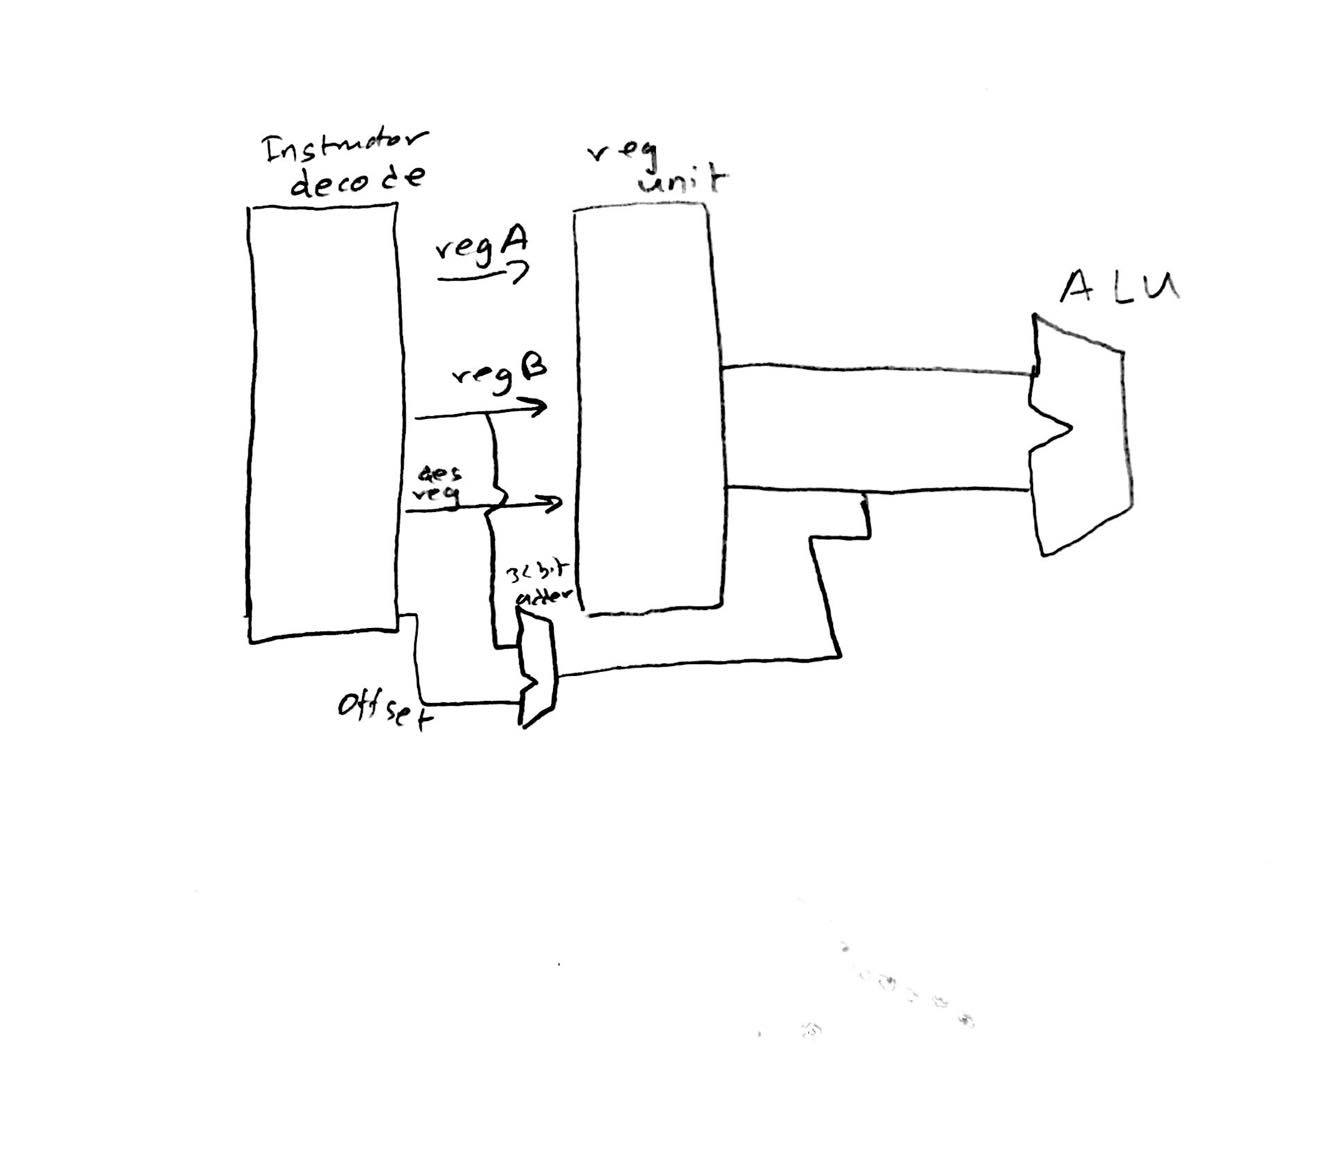 Instructor
decode
reg
unit
regA
ALU
regB
des
reg
32 bit
adder
Offset